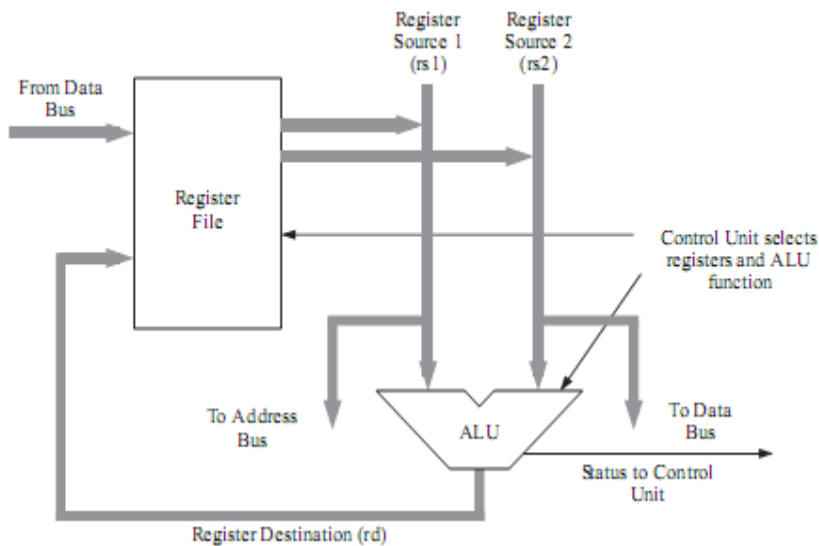 Register
Source 1
(rs1)
Register
Source 2
(rs2)
From Data
Bus
Register
File
Control Unit selects
registers and ALU
function
To Address
Bus
ALU
To Data
Bus
Status to Control
Unit
Register Destination (rd)